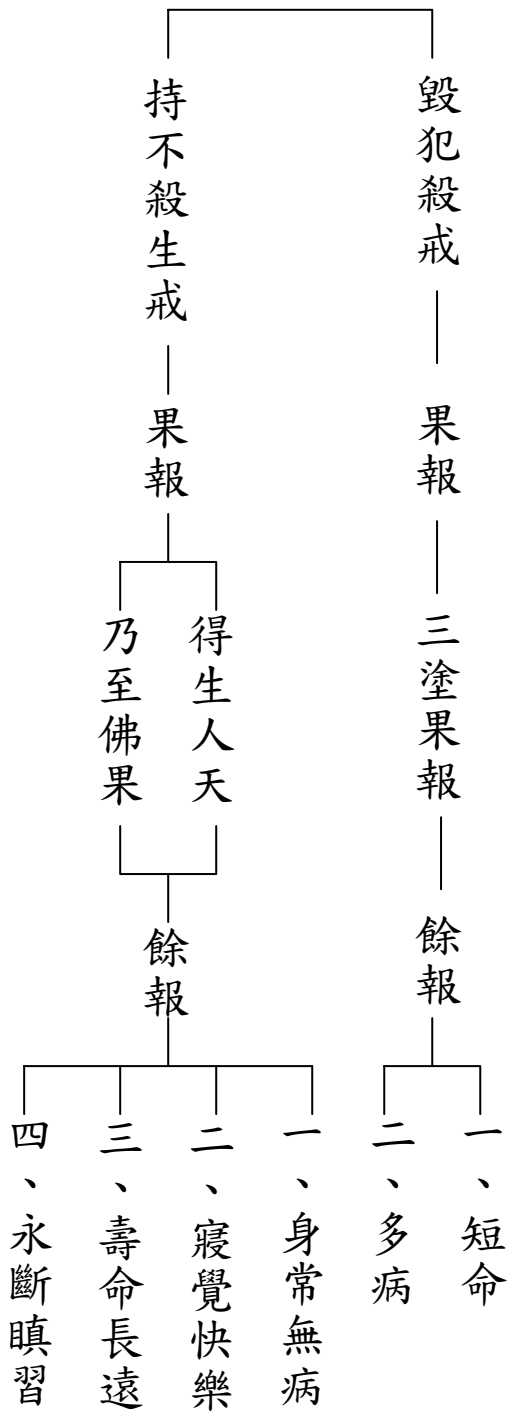 毀犯殺戒
果報
三塗果報
餘報
一、短命
二、多病
持不殺生戒
果報
得生人天
乃至佛果
餘報
一、身常無病
二、寢覺快樂
三、壽命長遠
四、永斷瞋習